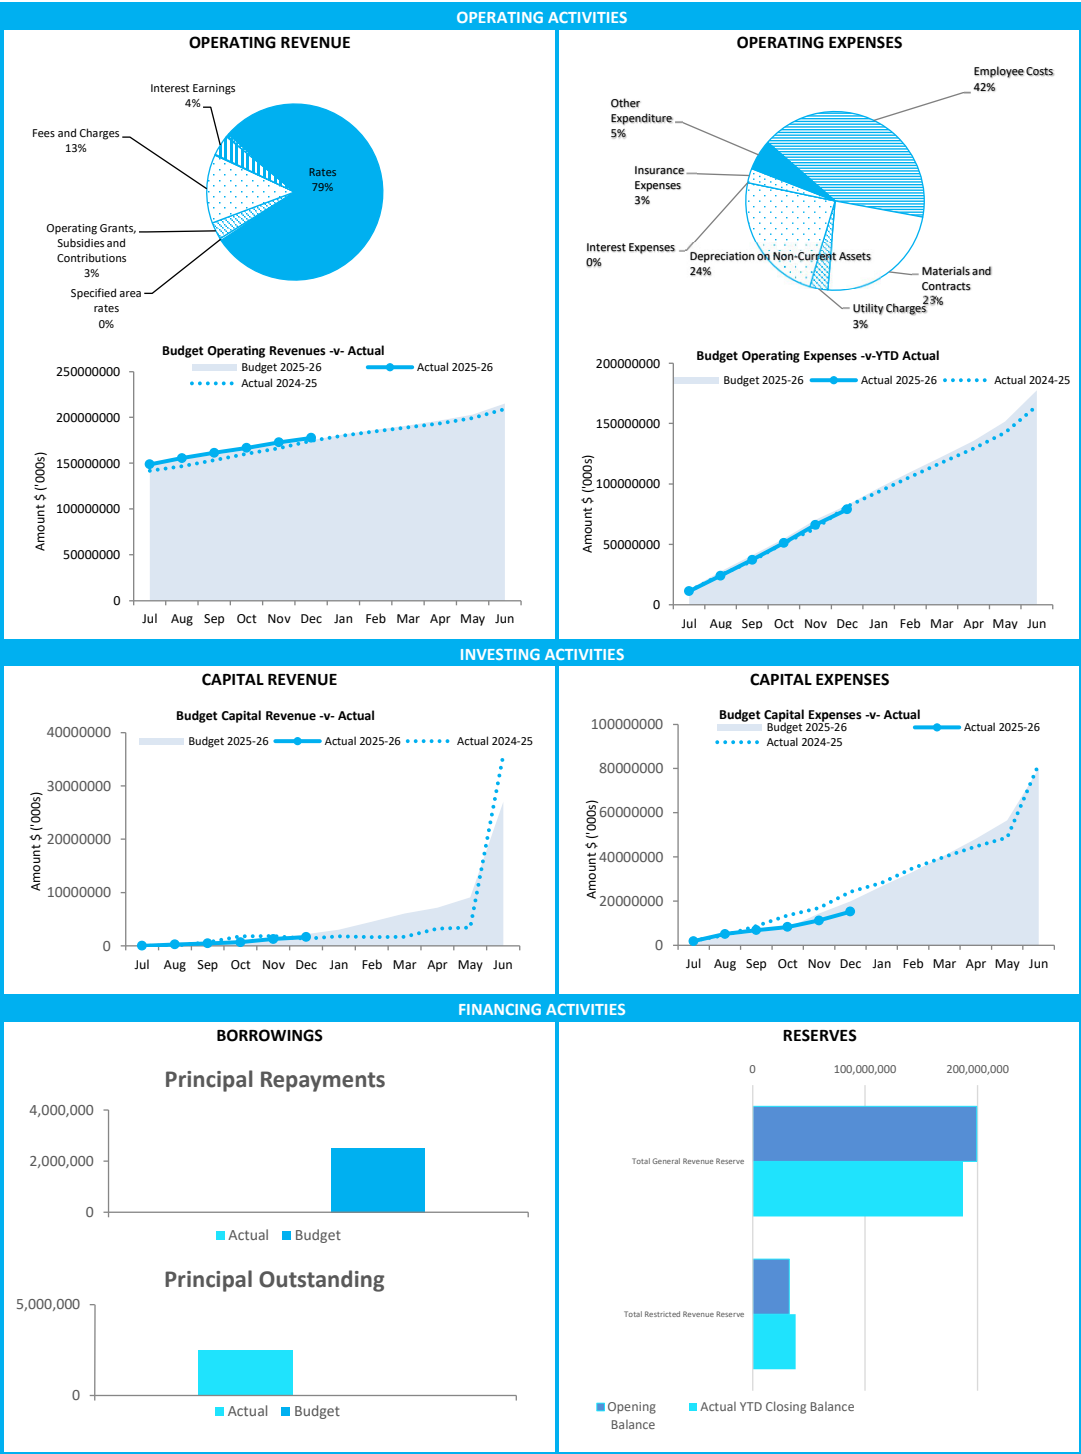 OPERATING ACTIVITIES
OPERATING REVENUE
Interest Earnings
4%
Fees and Charges
13%
Rates
79%
Operating Grants,
Subsidies and
Contributions
3%
Specified area
rates
0%
Budget Operating Revenues -v- Actual
Budget 2025-26
Actual 2025-26
Actual 2024-25
Amount $ ('000s)
250000000
200000000
150000000
100000000
50000000
0
Jul Aug Sep Oct Nov Dec Jan Feb Mar Apr May Jun
OPERATING EXPENSES
Employee Costs
42%
Other
Expenditure
5%
Insurance
Expenses
3%
Interest Expenses
0%
Depreciation on Non-Current Assets
24%
Materials and
Contracts
23%
Utility Charges
3%
Budget Operating Expenses -v-YTD Actual
Budget 2025-26
Actual 2025-26
Actual 2024-25
Amount $ ('000s)
200000000
150000000
100000000
50000000
0
Jul Aug Sep Oct Nov Dec Jan Feb Mar Apr May Jun
INVESTING ACTIVITIES
CAPITAL REVENUE
Budget Capital Revenue -v- Actual
Budget 2025-26
Actual 2025-26
Actual 2024-25
Amount $ ('000s)
40000000
30000000
20000000
10000000
0
Jul Aug Sep Oct Nov Dec Jan Feb Mar Apr May Jun
CAPITAL EXPENSES
Budget Capital Expenses -v- Actual
Budget 2025-26
Actual 2025-26
Actual 2024-25
Amount $ ('000s)
100000000
80000000
60000000
40000000
20000000
0
Jul Aug Sep Oct Nov Dec Jan Feb Mar Apr May Jun
FINANCING ACTIVITIES
BORROWINGS
Principal Repayments
4,000,000
2,000,000
0
Actual Budget
Principal Outstanding
5,000,000
0
Actual Budget
RESERVES
0 100,000,000 200,000,000
Total General Revenue Reserve
Total Restricted Revenue Reserve
Opening
Balance
Actual YTD Closing Balance